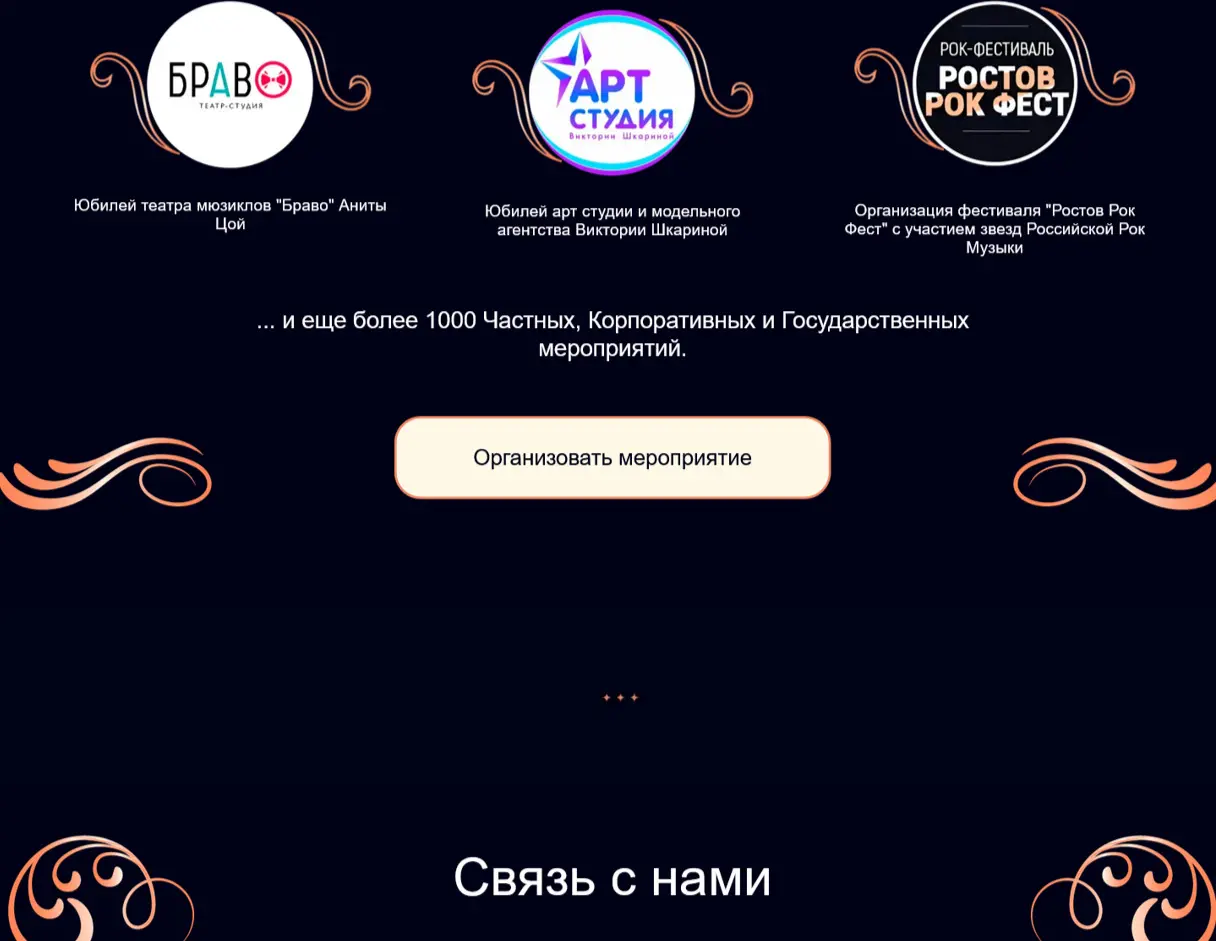 БРАВО
ТЕАТР-СТУДИЯ
АРТ
СТУДИЯ
Виктории Шкариной
РОК-ФЕСТИВАЛЬ
РОСТОВ
РОК ФЕСТ
Юбилей театра мюзиклов "Браво" Аниты
Цой
Юбилей арт студии и модельного
агентства Виктории Шкариной
Организация фестиваля "Ростов Рок
Фест" с участием звезд Российской Рок
Музыки
... и еще более 1000 Частных, Корпоративных и Государственных
мероприятий.
Организовать мероприятие
Связь с нами